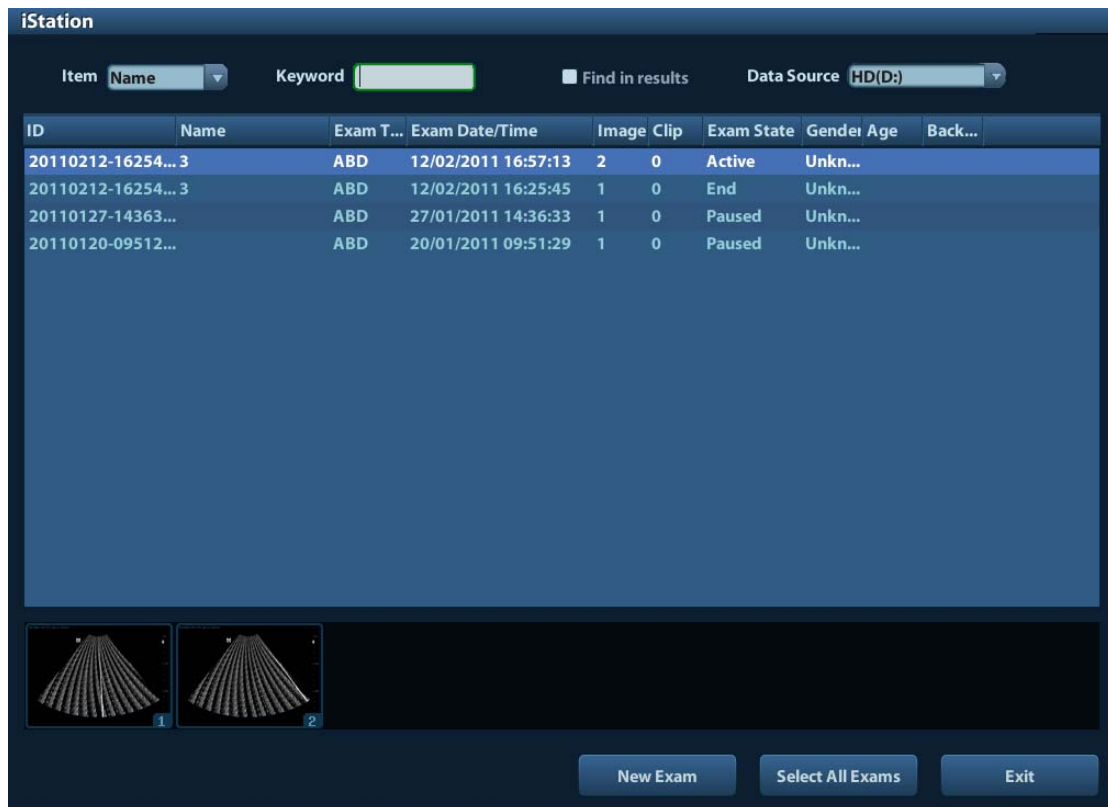 iStation
Item Name Keyword Find in results Data Source HD(D:)
ID Name Exam T... Exam Date/Time Image Clip Exam State Gender Age Back...
20110212-16254... 3 ABD 12/02/2011 16:57:13 2 0 Active Unkn...
20110212-16254... 3 ABD 12/02/2011 16:25:45 1 0 End Unkn...
20110127-14363... ABD 27/01/2011 14:36:33 1 0 Paused Unkn...
20110120-09512... ABD 20/01/2011 09:51:29 1 0 Paused Unkn...
1 2
New Exam Select All Exams Exit